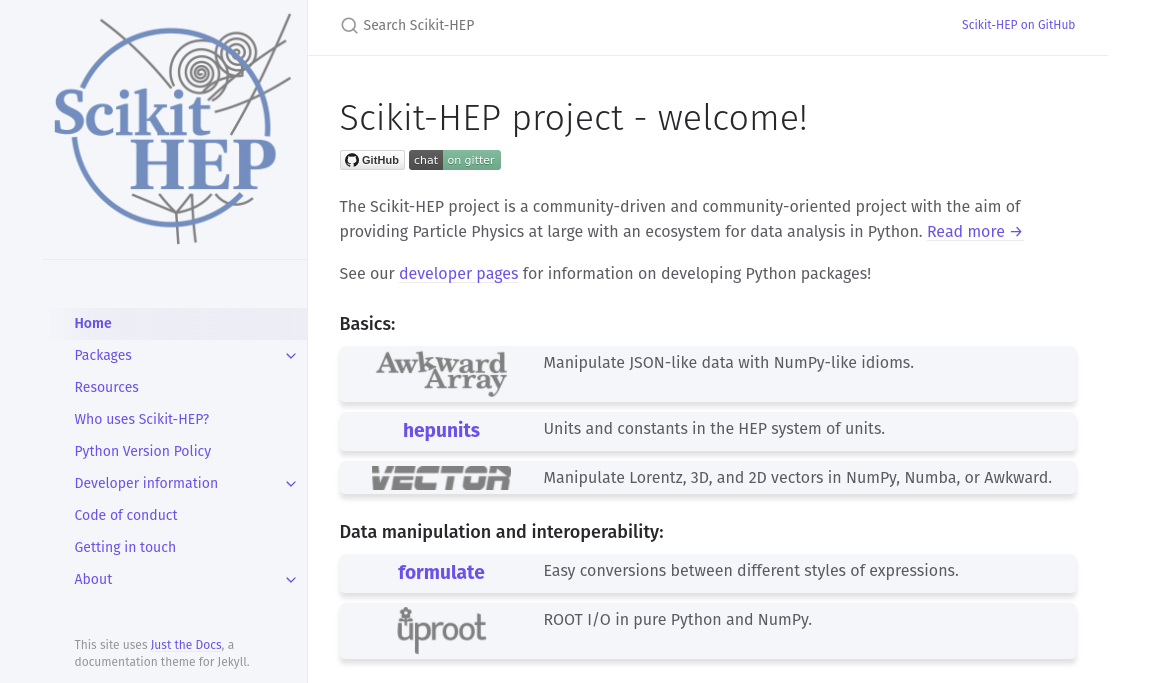 Scikit
HEP
Home
Packages
Resources
Who uses Scikit-HEP?
Python Version Policy
Developer information
Code of conduct
Getting in touch
About
This site uses Just the Docs, a
documentation theme for Jekyll.
Search Scikit-HEP
Scikit-HEP on GitHub
Scikit-HEP project - welcome!
GitHub chat on gitter
The Scikit-HEP project is a community-driven and community-oriented project with the aim of
providing Particle Physics at large with an ecosystem for data analysis in Python. Read more →
See our developer pages for information on developing Python packages!
Basics:
Awkward
Array
Manipulate JSON-like data with NumPy-like idioms.
hepunits
Units and constants in the HEP system of units.
VECTOR
Manipulate Lorentz, 3D, and 2D vectors in NumPy, Numba, or Awkward.
Data manipulation and interoperability:
formulate
Easy conversions between different styles of expressions.
uproot
ROOT I/O in pure Python and NumPy.